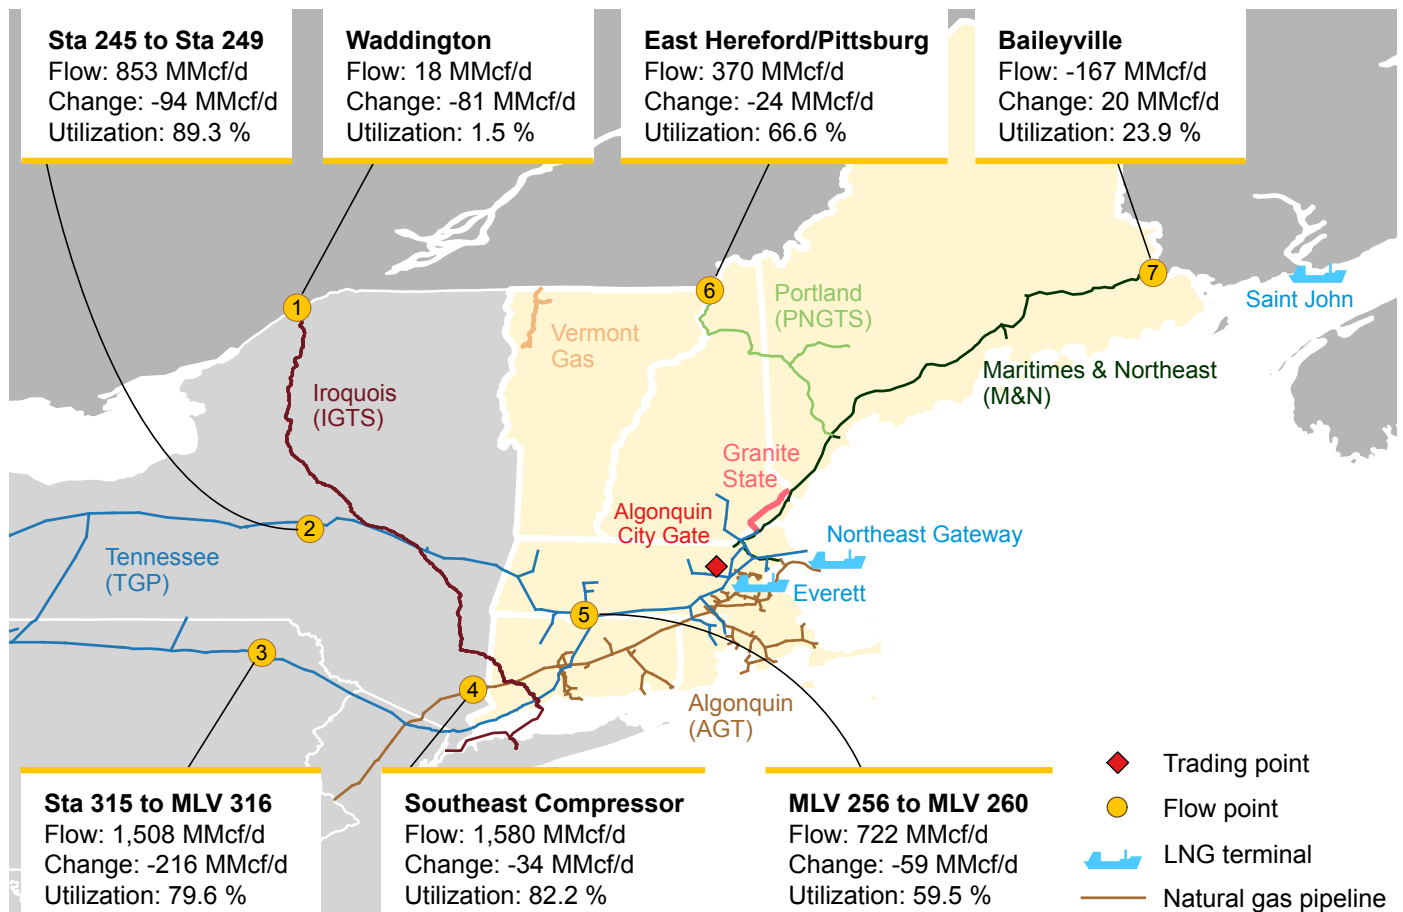 Sta 245 to Sta 249
Flow: 853 MMcf/d
Change: -94 MMcf/d
Utilization: 89.3 %
Waddington
Flow: 18 MMcf/d
Change: -81 MMcf/d
Utilization: 1.5 %
East Hereford/Pittsburg
Flow: 370 MMcf/d
Change: -24 MMcf/d
Utilization: 66.6 %
Baileyville
Flow: -167 MMcf/d
Change: 20 MMcf/d
Utilization: 23.9 %
7
Saint John
6
1
Portland
(PNGTS)
Vermont
Gas
Maritimes & Northeast
(M&N)
Iroquois
(IGTS)
Granite
State
Algonquin
City Gate
2
Northeast Gateway
Tennessee
(TGP)
Everett
5
3
4
Algonquin
(AGT)
Sta 315 to MLV 316
Flow: 1,508 MMcf/d
Change: -216 MMcf/d
Utilization: 79.6 %
Southeast Compressor
Flow: 1,580 MMcf/d
Change: -34 MMcf/d
Utilization: 82.2 %
MLV 256 to MLV 260
Flow: 722 MMcf/d
Change: -59 MMcf/d
Utilization: 59.5 %
Trading point
Flow point
LNG terminal
Natural gas pipeline